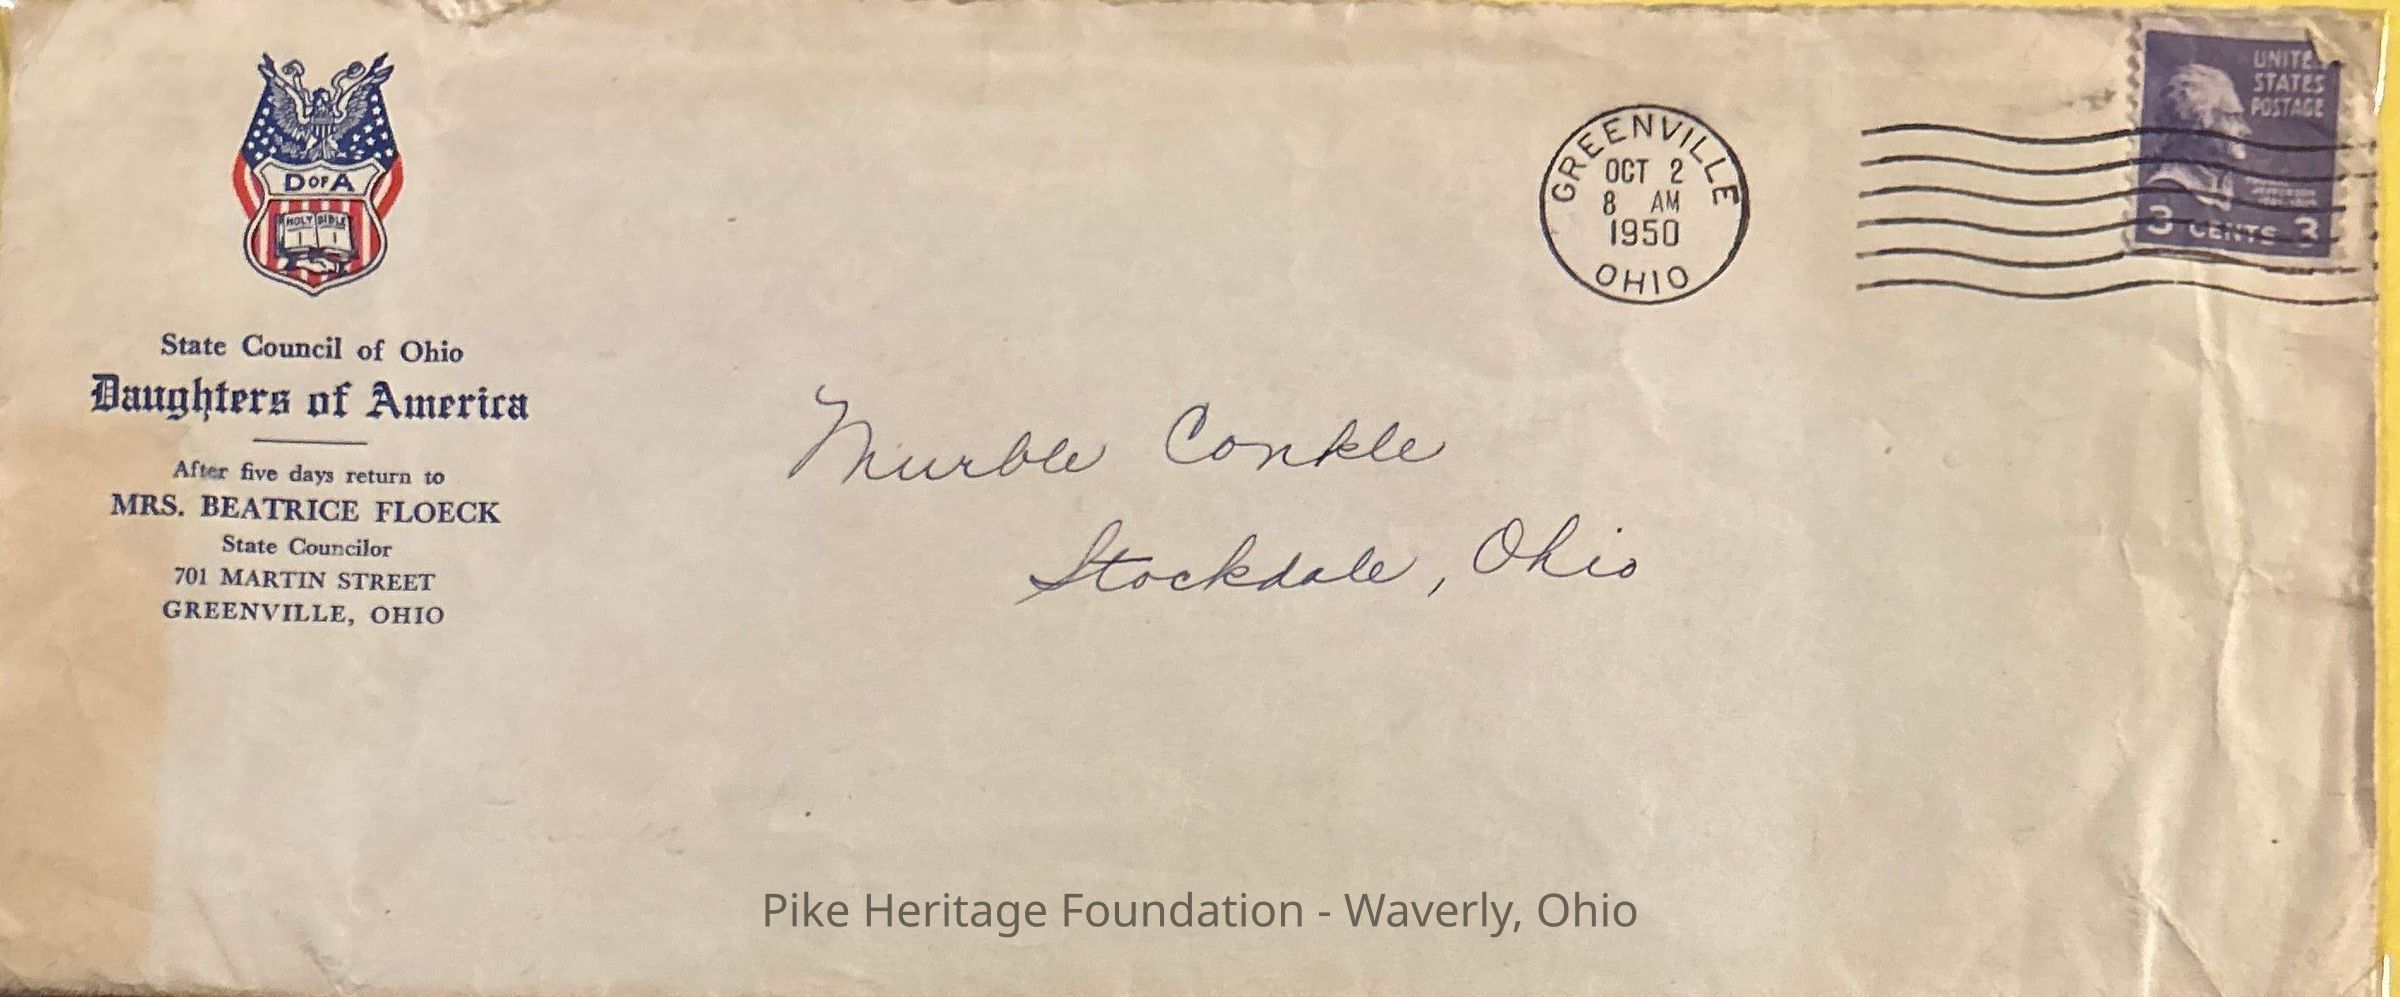 D OF A
HOLY BIBLE
State Council of Ohio
Daughters of America
After five days return to
MRS. BEATRICE FLOECK
State Councilor
701 MARTIN STREET
GREENVILLE, OHIO
GREENVILLE
OCT 2
8 AM
1950
OHIO
UNITED
STATES
POSTAGE
3 CENTS 3
Murble Conkle
Stockdale, Ohio
Pike Heritage Foundation - Waverly, Ohio